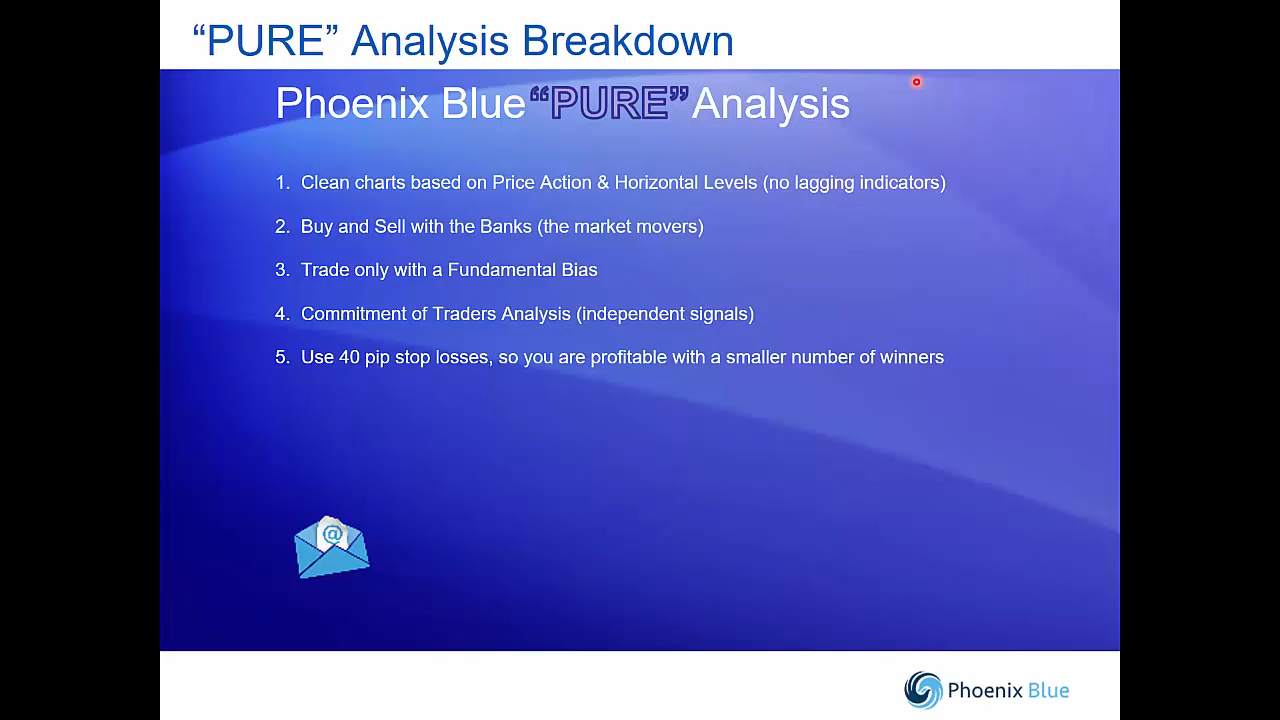 “PURE” Analysis Breakdown
Phoenix Blue “PURE” Analysis
1. Clean charts based on Price Action & Horizontal Levels (no lagging indicators)
2. Buy and Sell with the Banks (the market movers)
3. Trade only with a Fundamental Bias
4. Commitment of Traders Analysis (independent signals)
5. Use 40 pip stop losses, so you are profitable with a smaller number of winners
@
Phoenix Blue